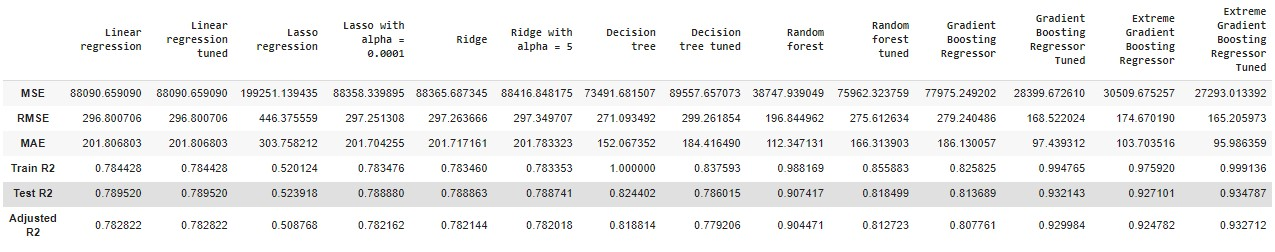 Linear regression	Linear regression tuned	Lasso regression	Lasso with alpha = 0.0001	Ridge	Ridge with alpha = 5	Decision tree	Decision tree tuned	Random forest	Random forest tuned	Gradient Boosting Regressor	Gradient Boosting Regressor Tuned	Extreme Gradient Boosting Regressor	Extreme Gradient Boosting Regressor Tuned
MSE	88090.659090	88090.659090	199251.139435	88358.339895	88365.687345	88416.848175	73491.681507	89557.657073	38747.939049	75962.323759	77975.249202	28399.672610	30509.675257	27293.013392
RMSE	296.800706	296.800706	446.375559	297.251308	297.263666	297.349707	271.093492	299.261854	196.844962	275.612634	279.240486	168.522024	174.670190	165.205973
MAE	201.806803	201.806803	303.758212	201.704255	201.717161	201.783323	152.067352	184.416490	112.347131	166.313903	186.130057	97.439312	103.703516	95.986359
Train R2	0.784428	0.784428	0.520124	0.783476	0.783460	0.783353	1.000000	0.837593	0.988169	0.855883	0.825825	0.994765	0.975920	0.999136
Test R2	0.789520	0.789520	0.523918	0.788880	0.788863	0.788741	0.824402	0.786015	0.907417	0.818499	0.813689	0.932143	0.927101	0.934787
Adjusted R2	0.782822	0.782822	0.508768	0.782162	0.782144	0.782018	0.818814	0.779206	0.904471	0.812723	0.807761	0.929984	0.924782	0.932712